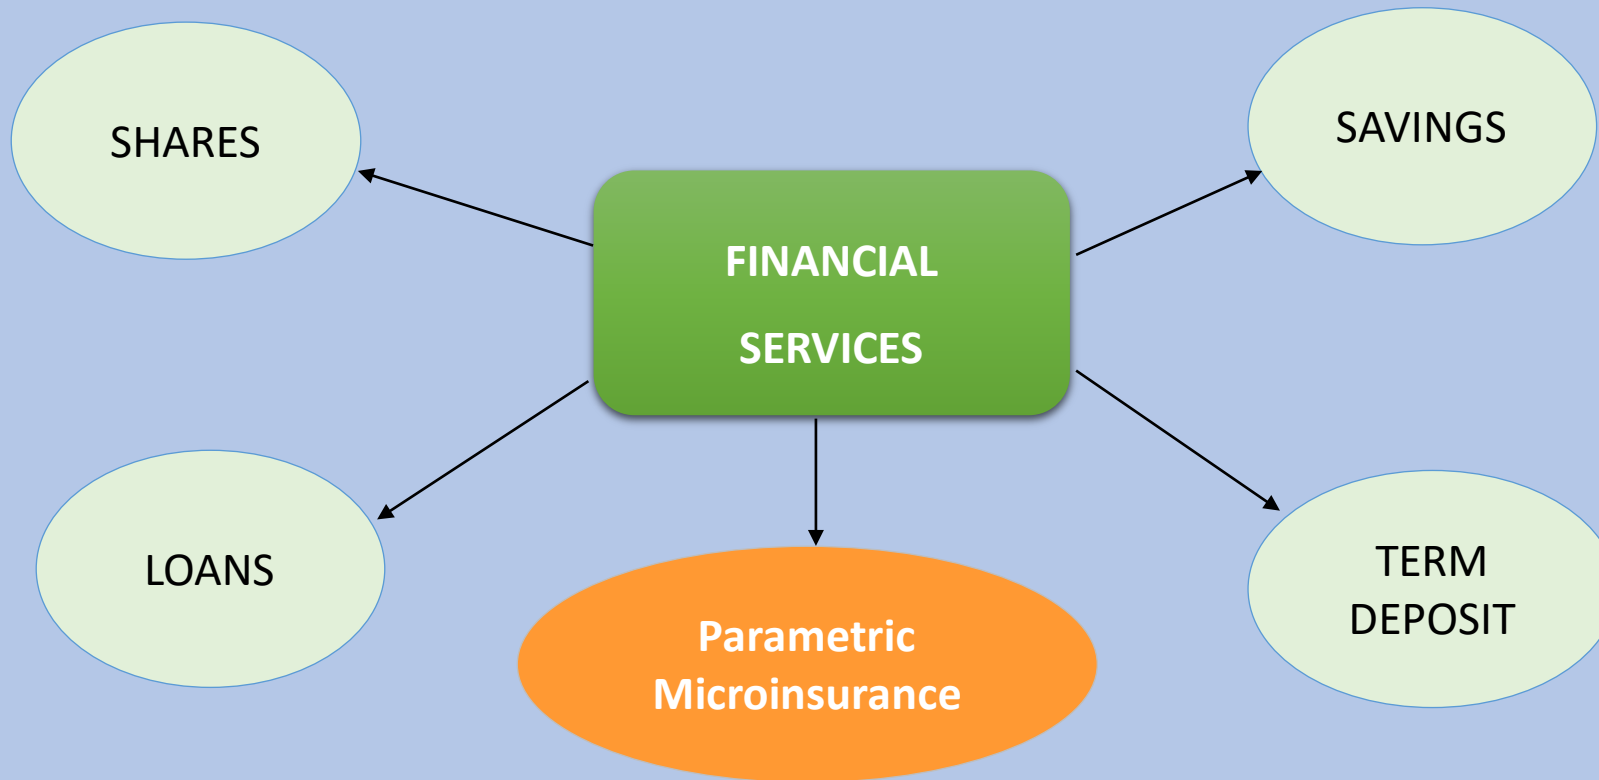 SHARES
SAVINGS
FINANCIAL
SERVICES
LOANS
TERM
DEPOSIT
Parametric
Microinsurance